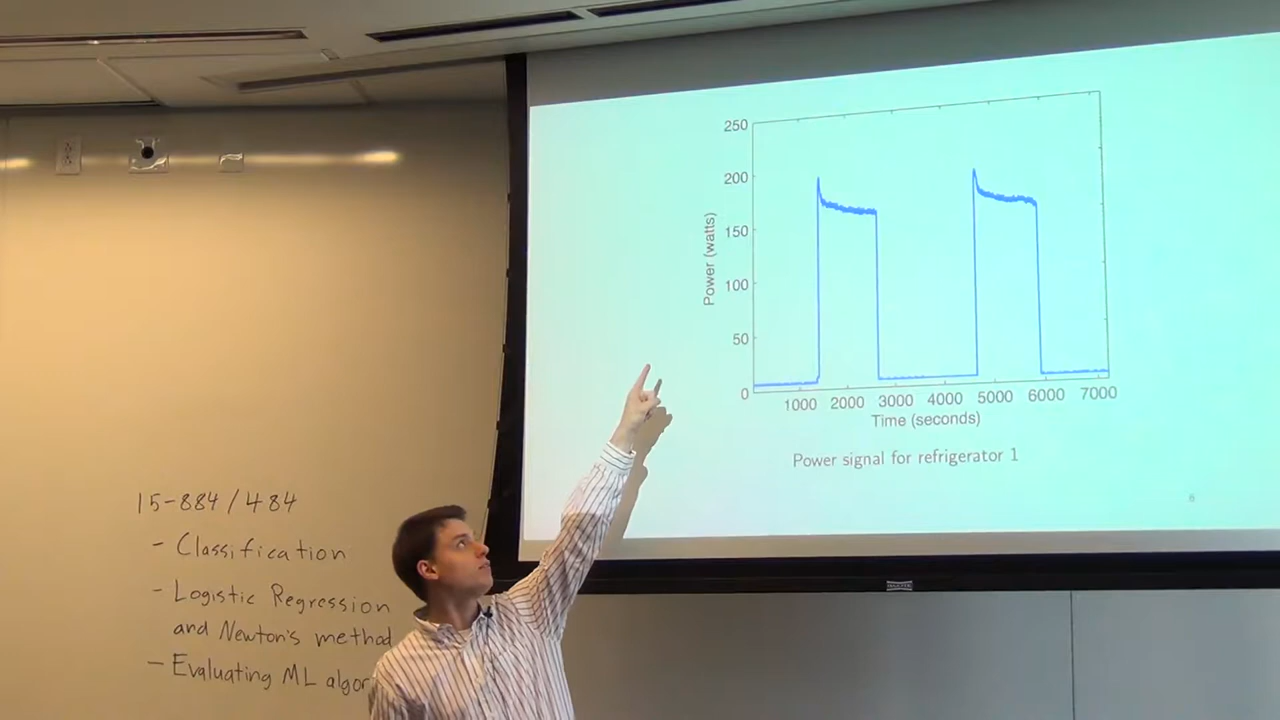 15-884/484
- Classification
- Logistic Regression
and Newton's method
- Evaluating ML algor
250
200
150
100
50
0
Power (watts)
1000 2000 3000 4000 5000 6000 7000
Time (seconds)
Power signal for refrigerator 1